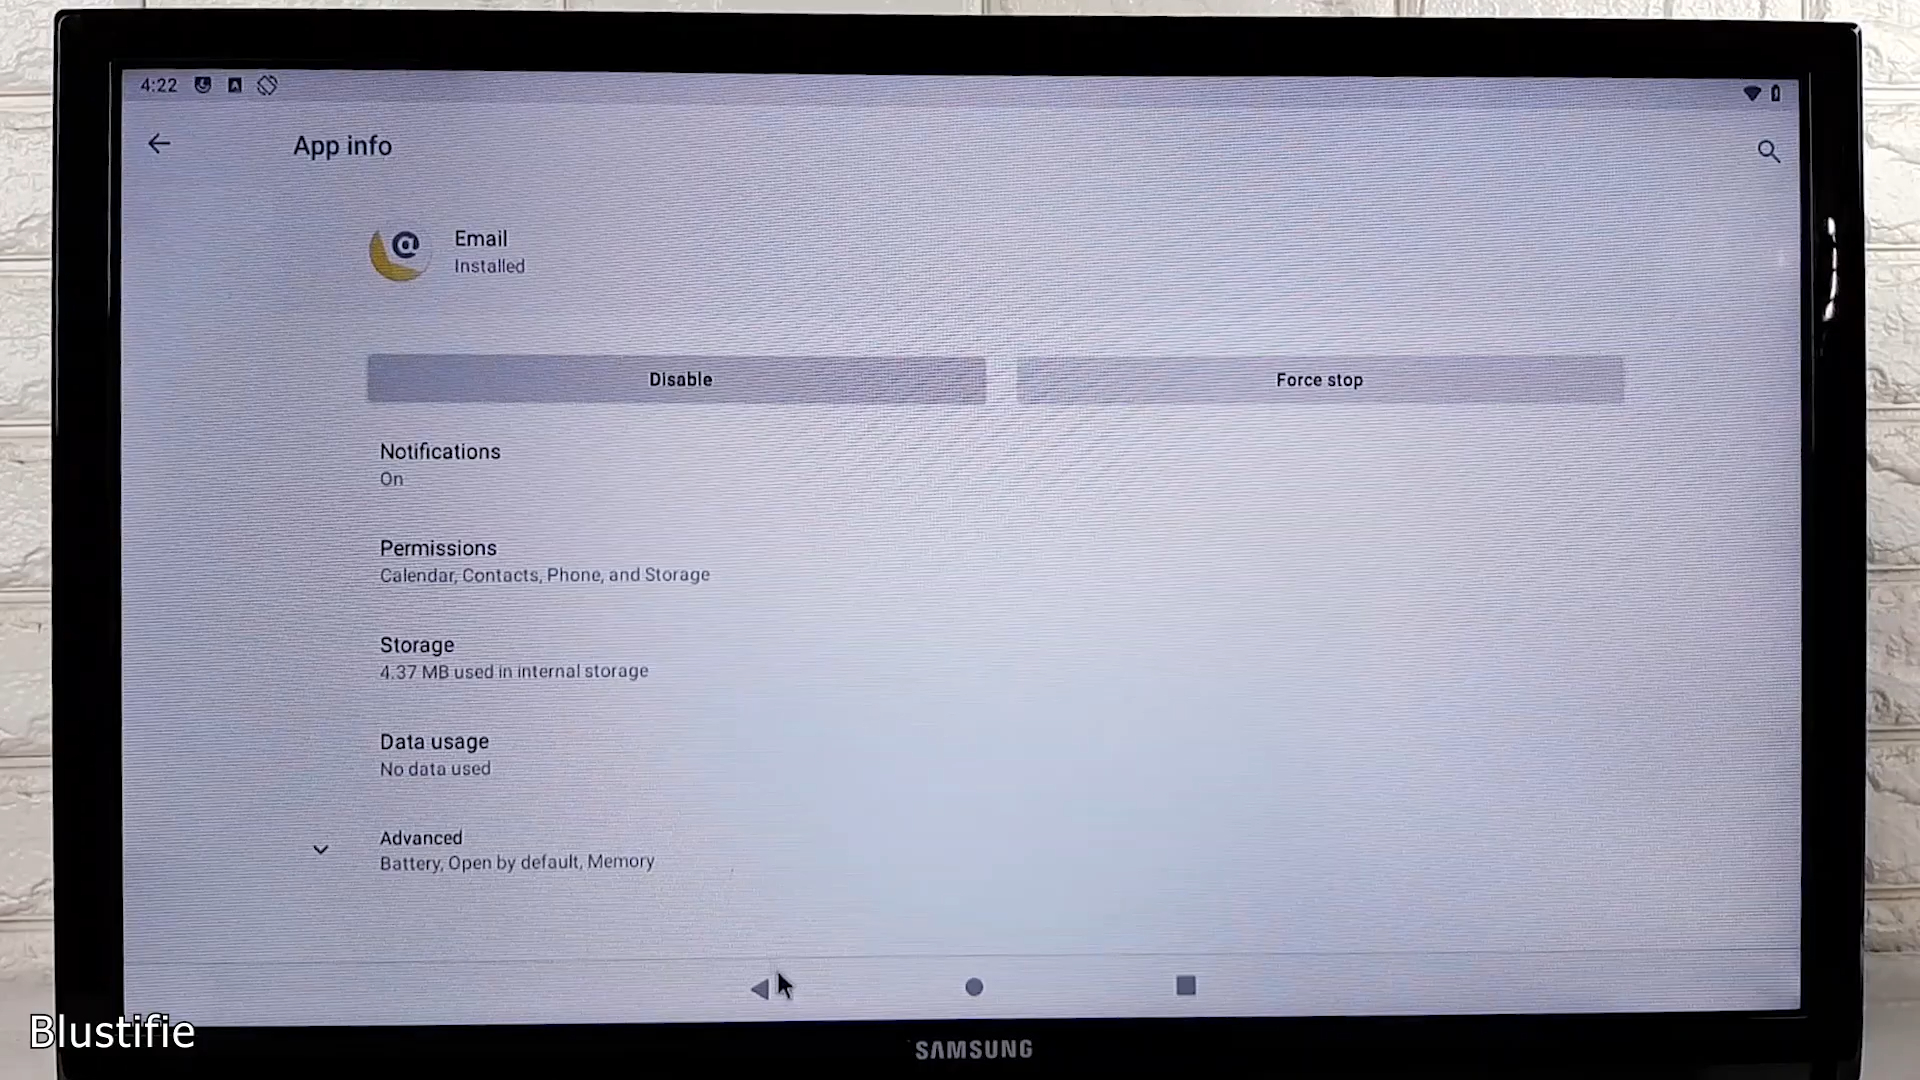 4:22
App info
Email
Installed
Disable
Force stop
Notifications
On
Permissions
Calendar, Contacts, Phone, and Storage
Storage
4.37 MB used in internal storage
Data usage
No data used
Advanced
Battery, Open by default, Memory
Blustifie
SAMSUNG